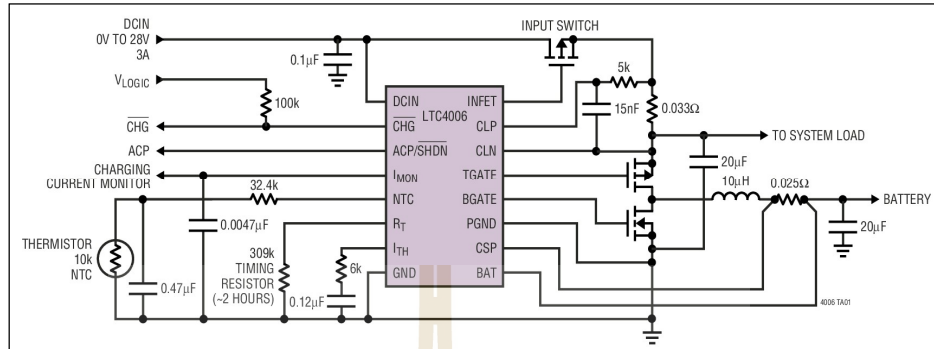 DCIN
0V TO 28V
3A
INPUT SWITCH
0.1µF
5k
VLOGIC
100k
15nF
0.033Ω
LTC4006
DCIN
INFET
CHG
CHG
CLP
TO SYSTEM LOAD
ACP
ACP/SHDN
CLN
20µF
CHARGING
CURRENT MONITOR
IMON
TGATE
10µH
0.025Ω
32.4k
NTC
BGATE
BATTERY
0.0047µF
RT
PGND
20µF
THERMISTOR
10k
NTC
309k
TIMING
RESISTOR
(~2 HOURS)
ITH
CSP
6k
GND
BAT
0.47µF
0.12µF
4006 TA01